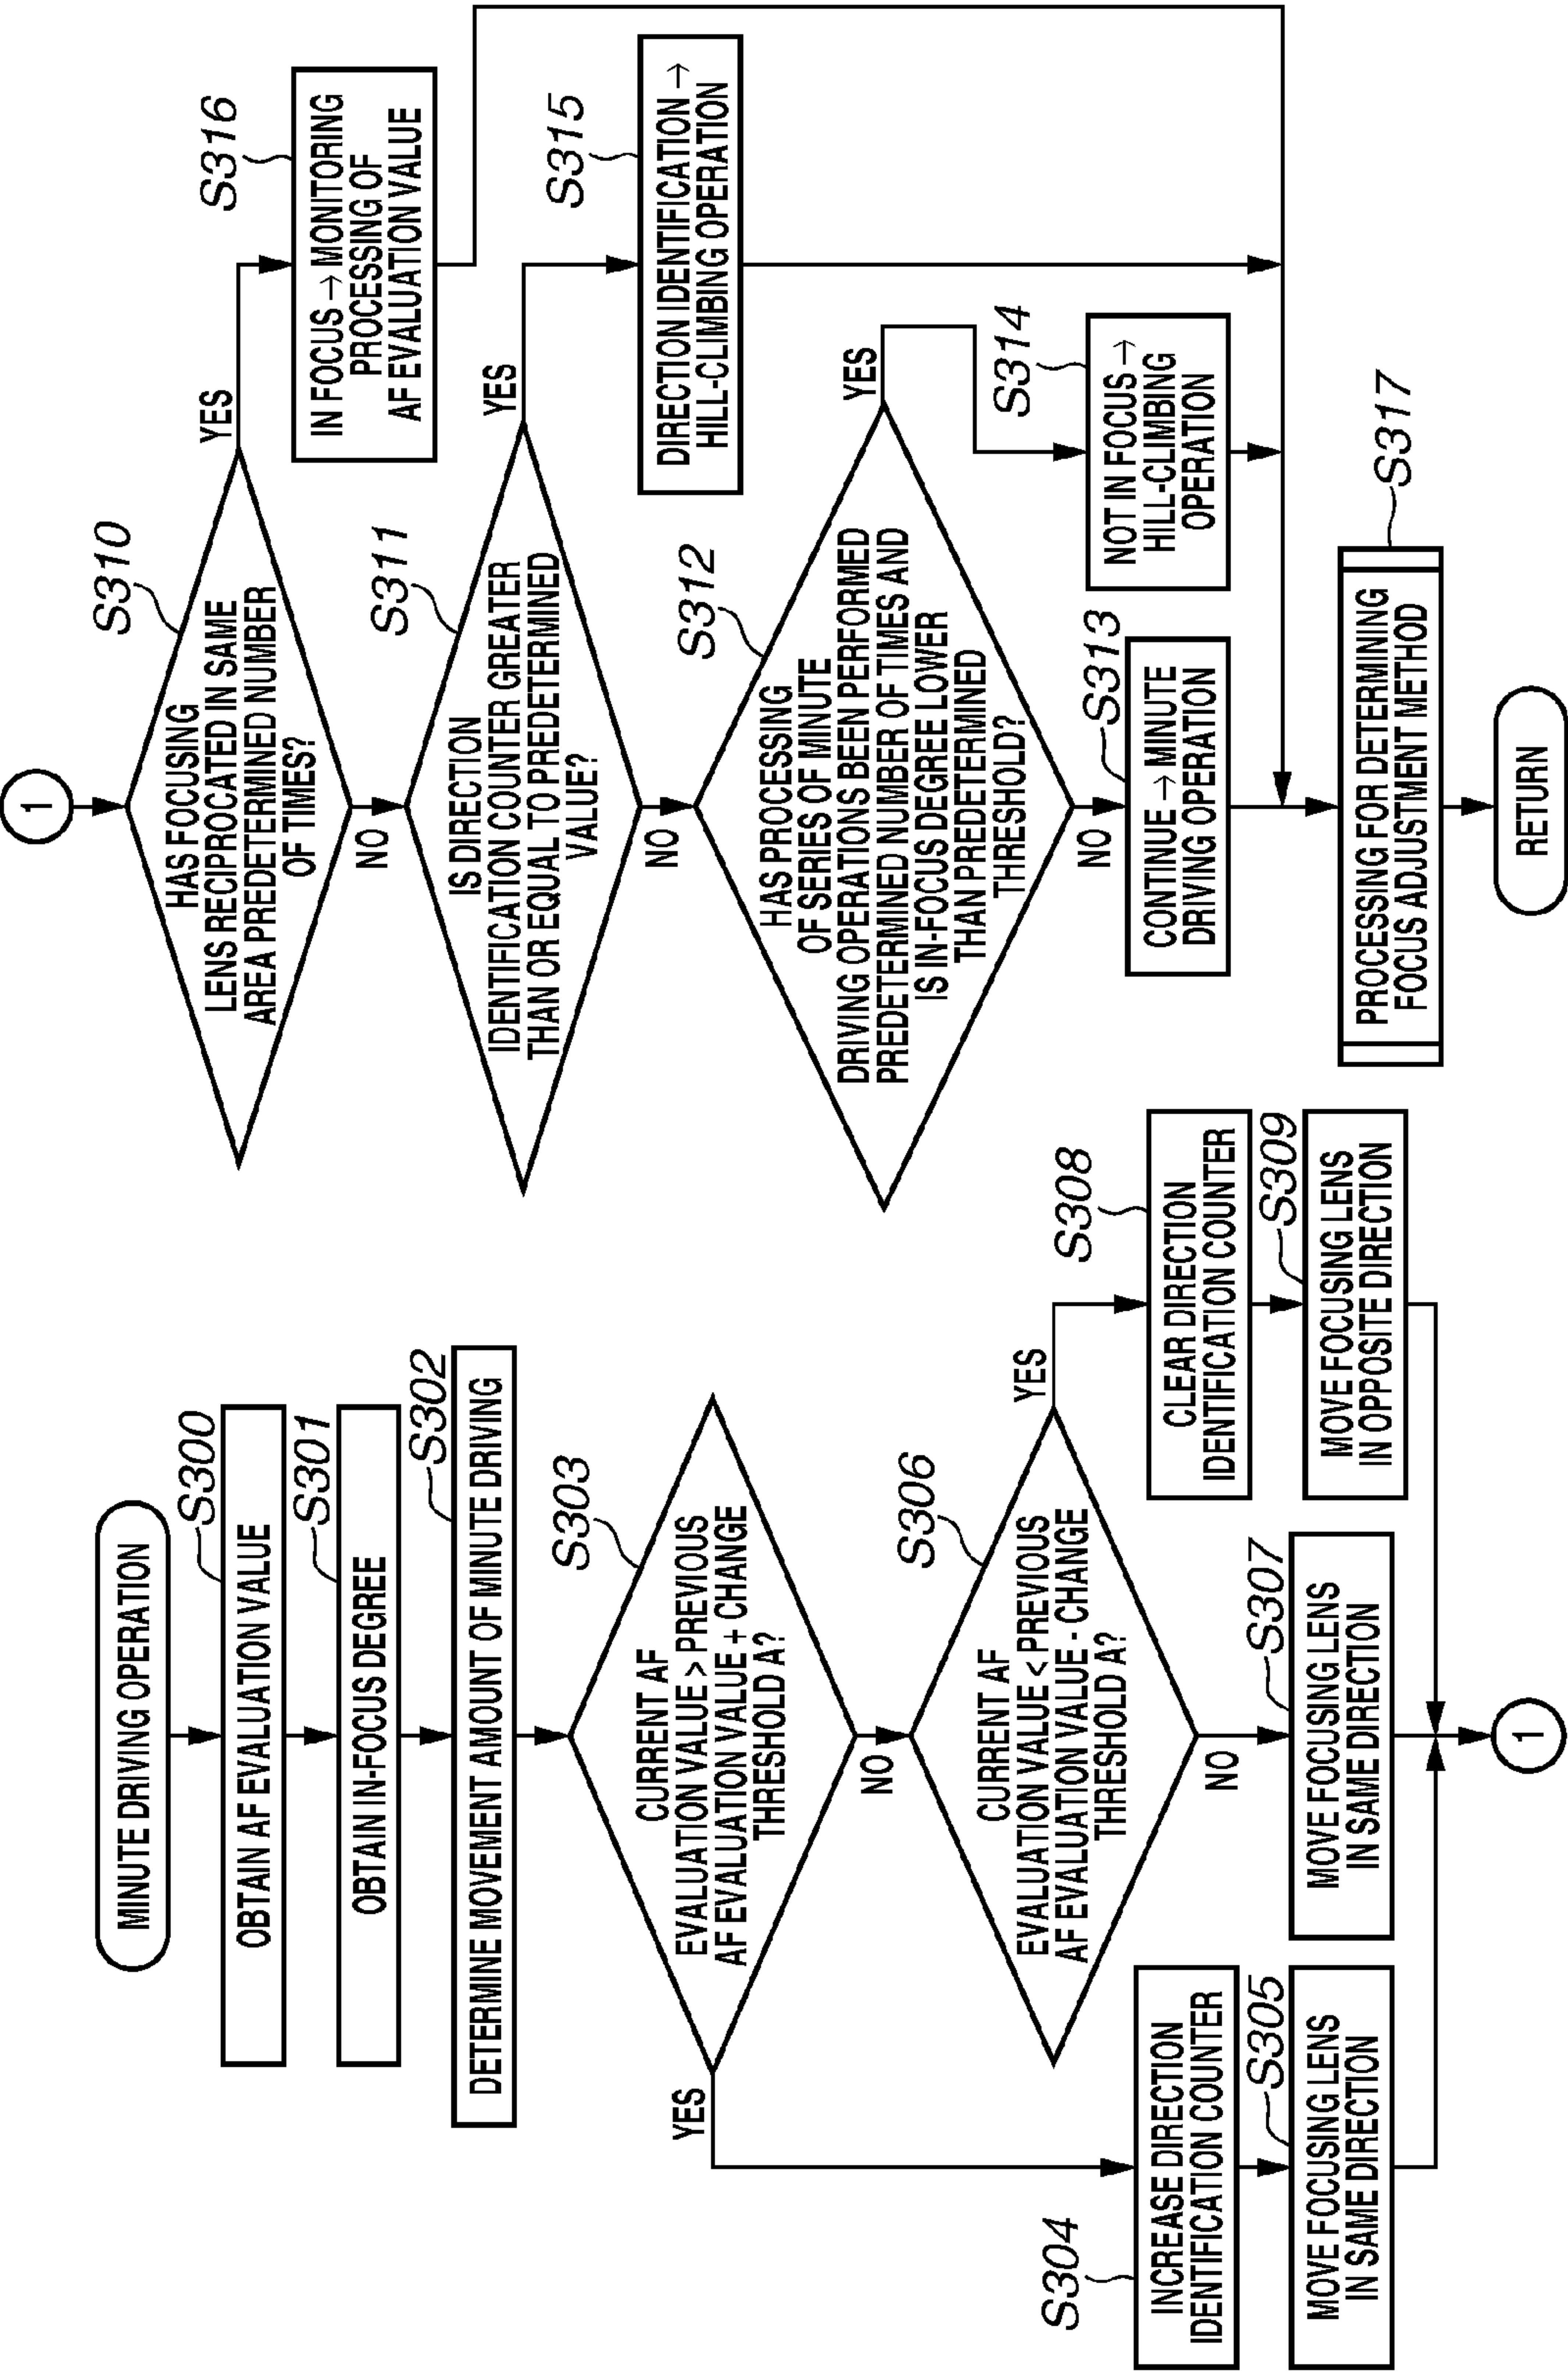 MINUTE DRIVING OPERATION
S300
OBTAIN AF EVALUATION VALUE
S301
OBTAIN IN-FOCUS DEGREE
S302
DETERMINE MOVEMENT AMOUNT OF MINUTE DRIVING
S303
CURRENT AF
EVALUATION VALUE > PREVIOUS
AF EVALUATION VALUE + CHANGE
THRESHOLD A?
YES
NO
S306
CURRENT AF
EVALUATION VALUE < PREVIOUS
AF EVALUATION VALUE - CHANGE
THRESHOLD A?
YES
NO
S304
INCREASE DIRECTION
IDENTIFICATION COUNTER
S305
MOVE FOCUSING LENS
IN SAME DIRECTION
S307
MOVE FOCUSING LENS
IN SAME DIRECTION
S308
CLEAR DIRECTION
IDENTIFICATION COUNTER
S309
MOVE FOCUSING LENS
IN OPPOSITE DIRECTION
1
1
S310
HAS FOCUSING
LENS RECIPROCATED IN SAME
AREA PREDETERMINED NUMBER
OF TIMES?
YES
NO
S316
IN FOCUS → MONITORING
PROCESSING OF
AF EVALUATION VALUE
S311
IS DIRECTION
IDENTIFICATION COUNTER GREATER
THAN OR EQUAL TO PREDETERMINED
VALUE?
YES
NO
S315
DIRECTION IDENTIFICATION →
HILL-CLIMBING OPERATION
S312
HAS PROCESSING
OF SERIES OF MINUTE
DRIVING OPERATIONS BEEN PERFORMED
PREDETERMINED NUMBER OF TIMES AND
IS IN-FOCUS DEGREE LOWER
THAN PREDETERMINED
THRESHOLD?
YES
NO
S314
NOT IN FOCUS →
HILL-CLIMBING
OPERATION
S313
CONTINUE → MINUTE
DRIVING OPERATION
S317
PROCESSING FOR DETERMINING
FOCUS ADJUSTMENT METHOD
RETURN